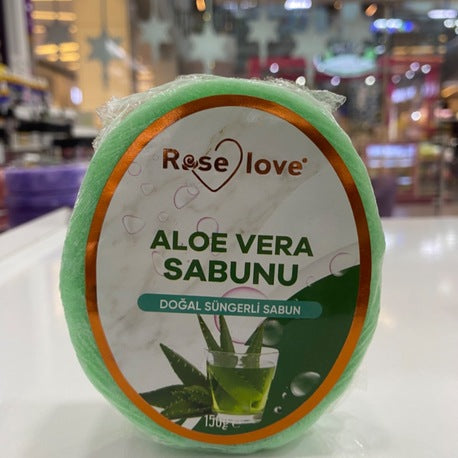 Rose love®
ALOE VERA
SABUNU
DOĞAL SÜNGERLİ SABUN
150g ℮